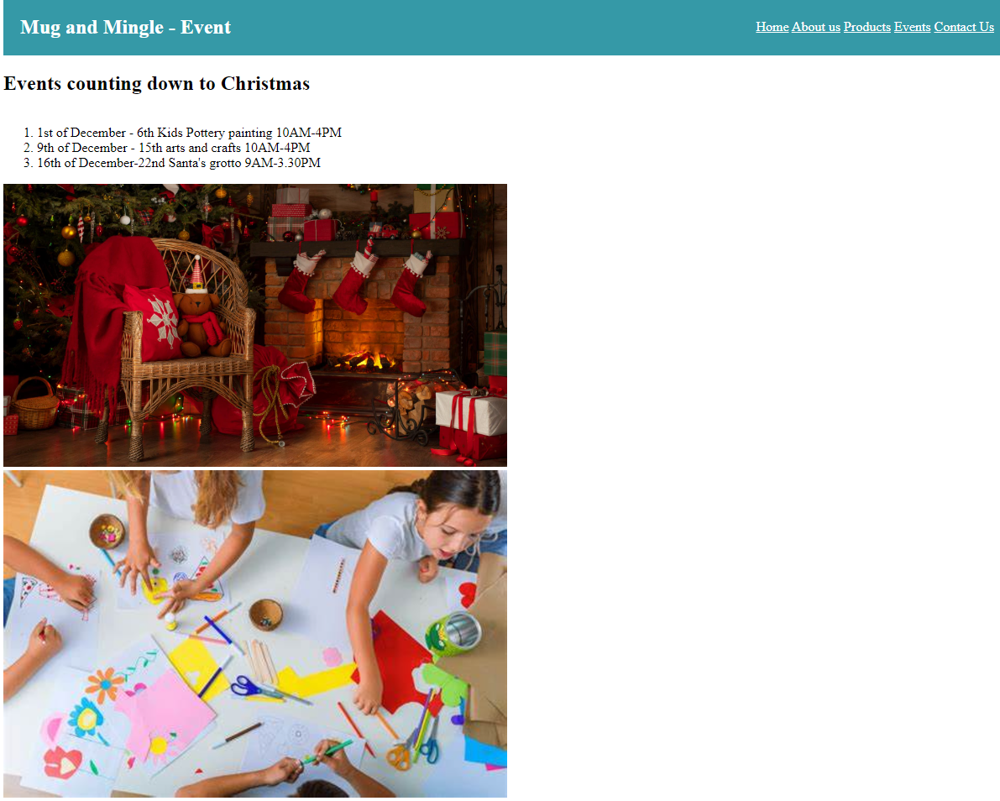 Mug and Mingle - Event
Home About us Products Events Contact Us
Events counting down to Christmas
1. 1st of December - 6th Kids Pottery painting 10AM-4PM
2. 9th of December - 15th arts and crafts 10AM-4PM
3. 16th of December-22nd Santa's grotto 9AM-3.30PM